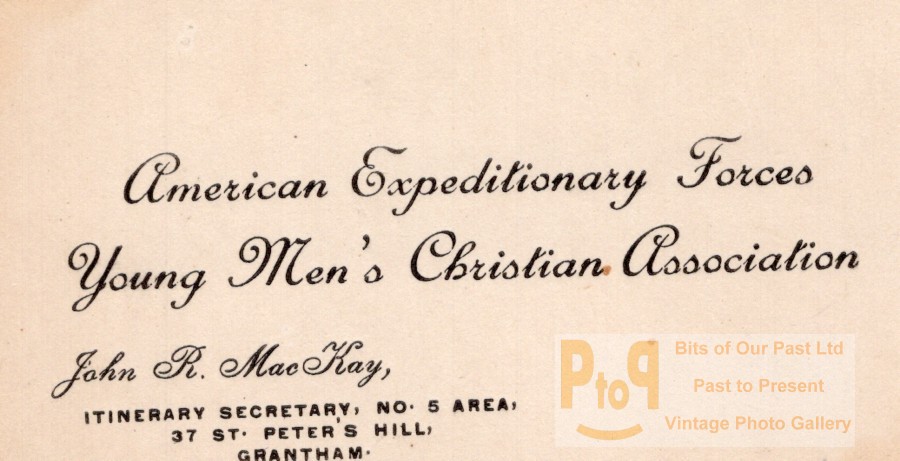 American Expeditionary Forces
Young Men's Christian Association
John R. MacKay,
ITINERARY SECRETARY, NO. 5 AREA,
37 ST. PETER'S HILL,
GRANTHAM.
PtoP
Bits of Our Past Ltd
Past to Present
Vintage Photo Gallery